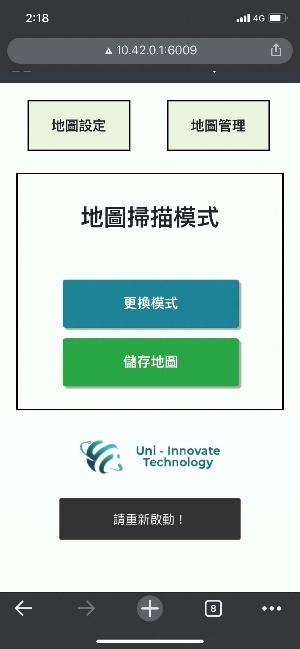 2:18
4G
10.42.0.1:6009
地圖設定
地圖管理
地圖掃描模式
更換模式
儲存地圖
Uni - Innovate
Technology
請重新啟動！
8